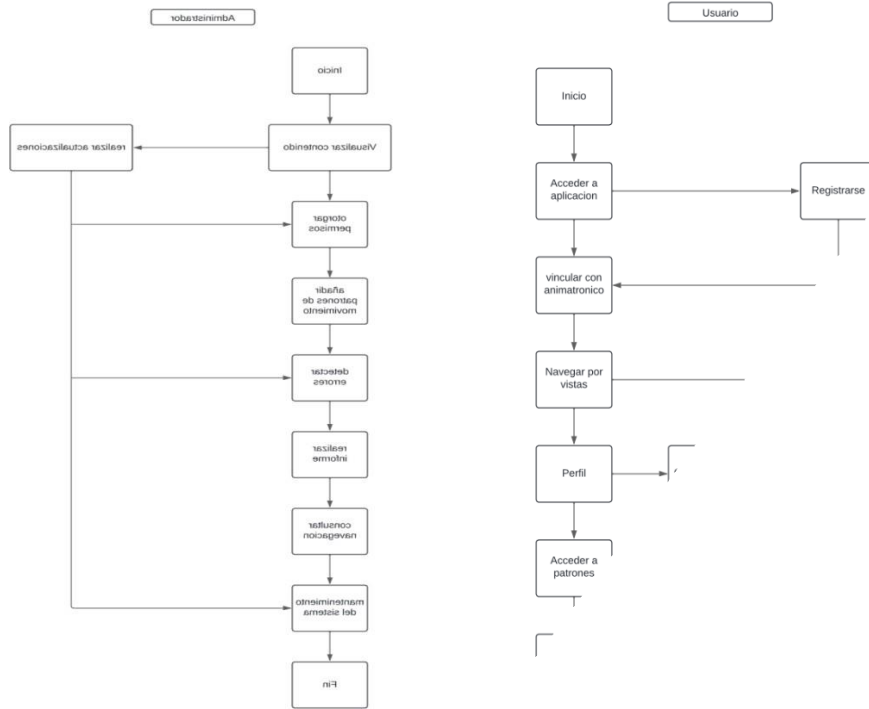 Administrador
Inicio
Visualizar contenido
realizar actualizaciones
otorgar
permisos
añadir
patrones de
movimiento
detectar
errores
realizar
informe
consultar
navegacion
mantenimiento
del sistema
Fin
Usuario
Inicio
Acceder a
aplicacion
Registrarse
vincular con
animatronico
Navegar por
vistas
Perfil
Acceder a
patrones